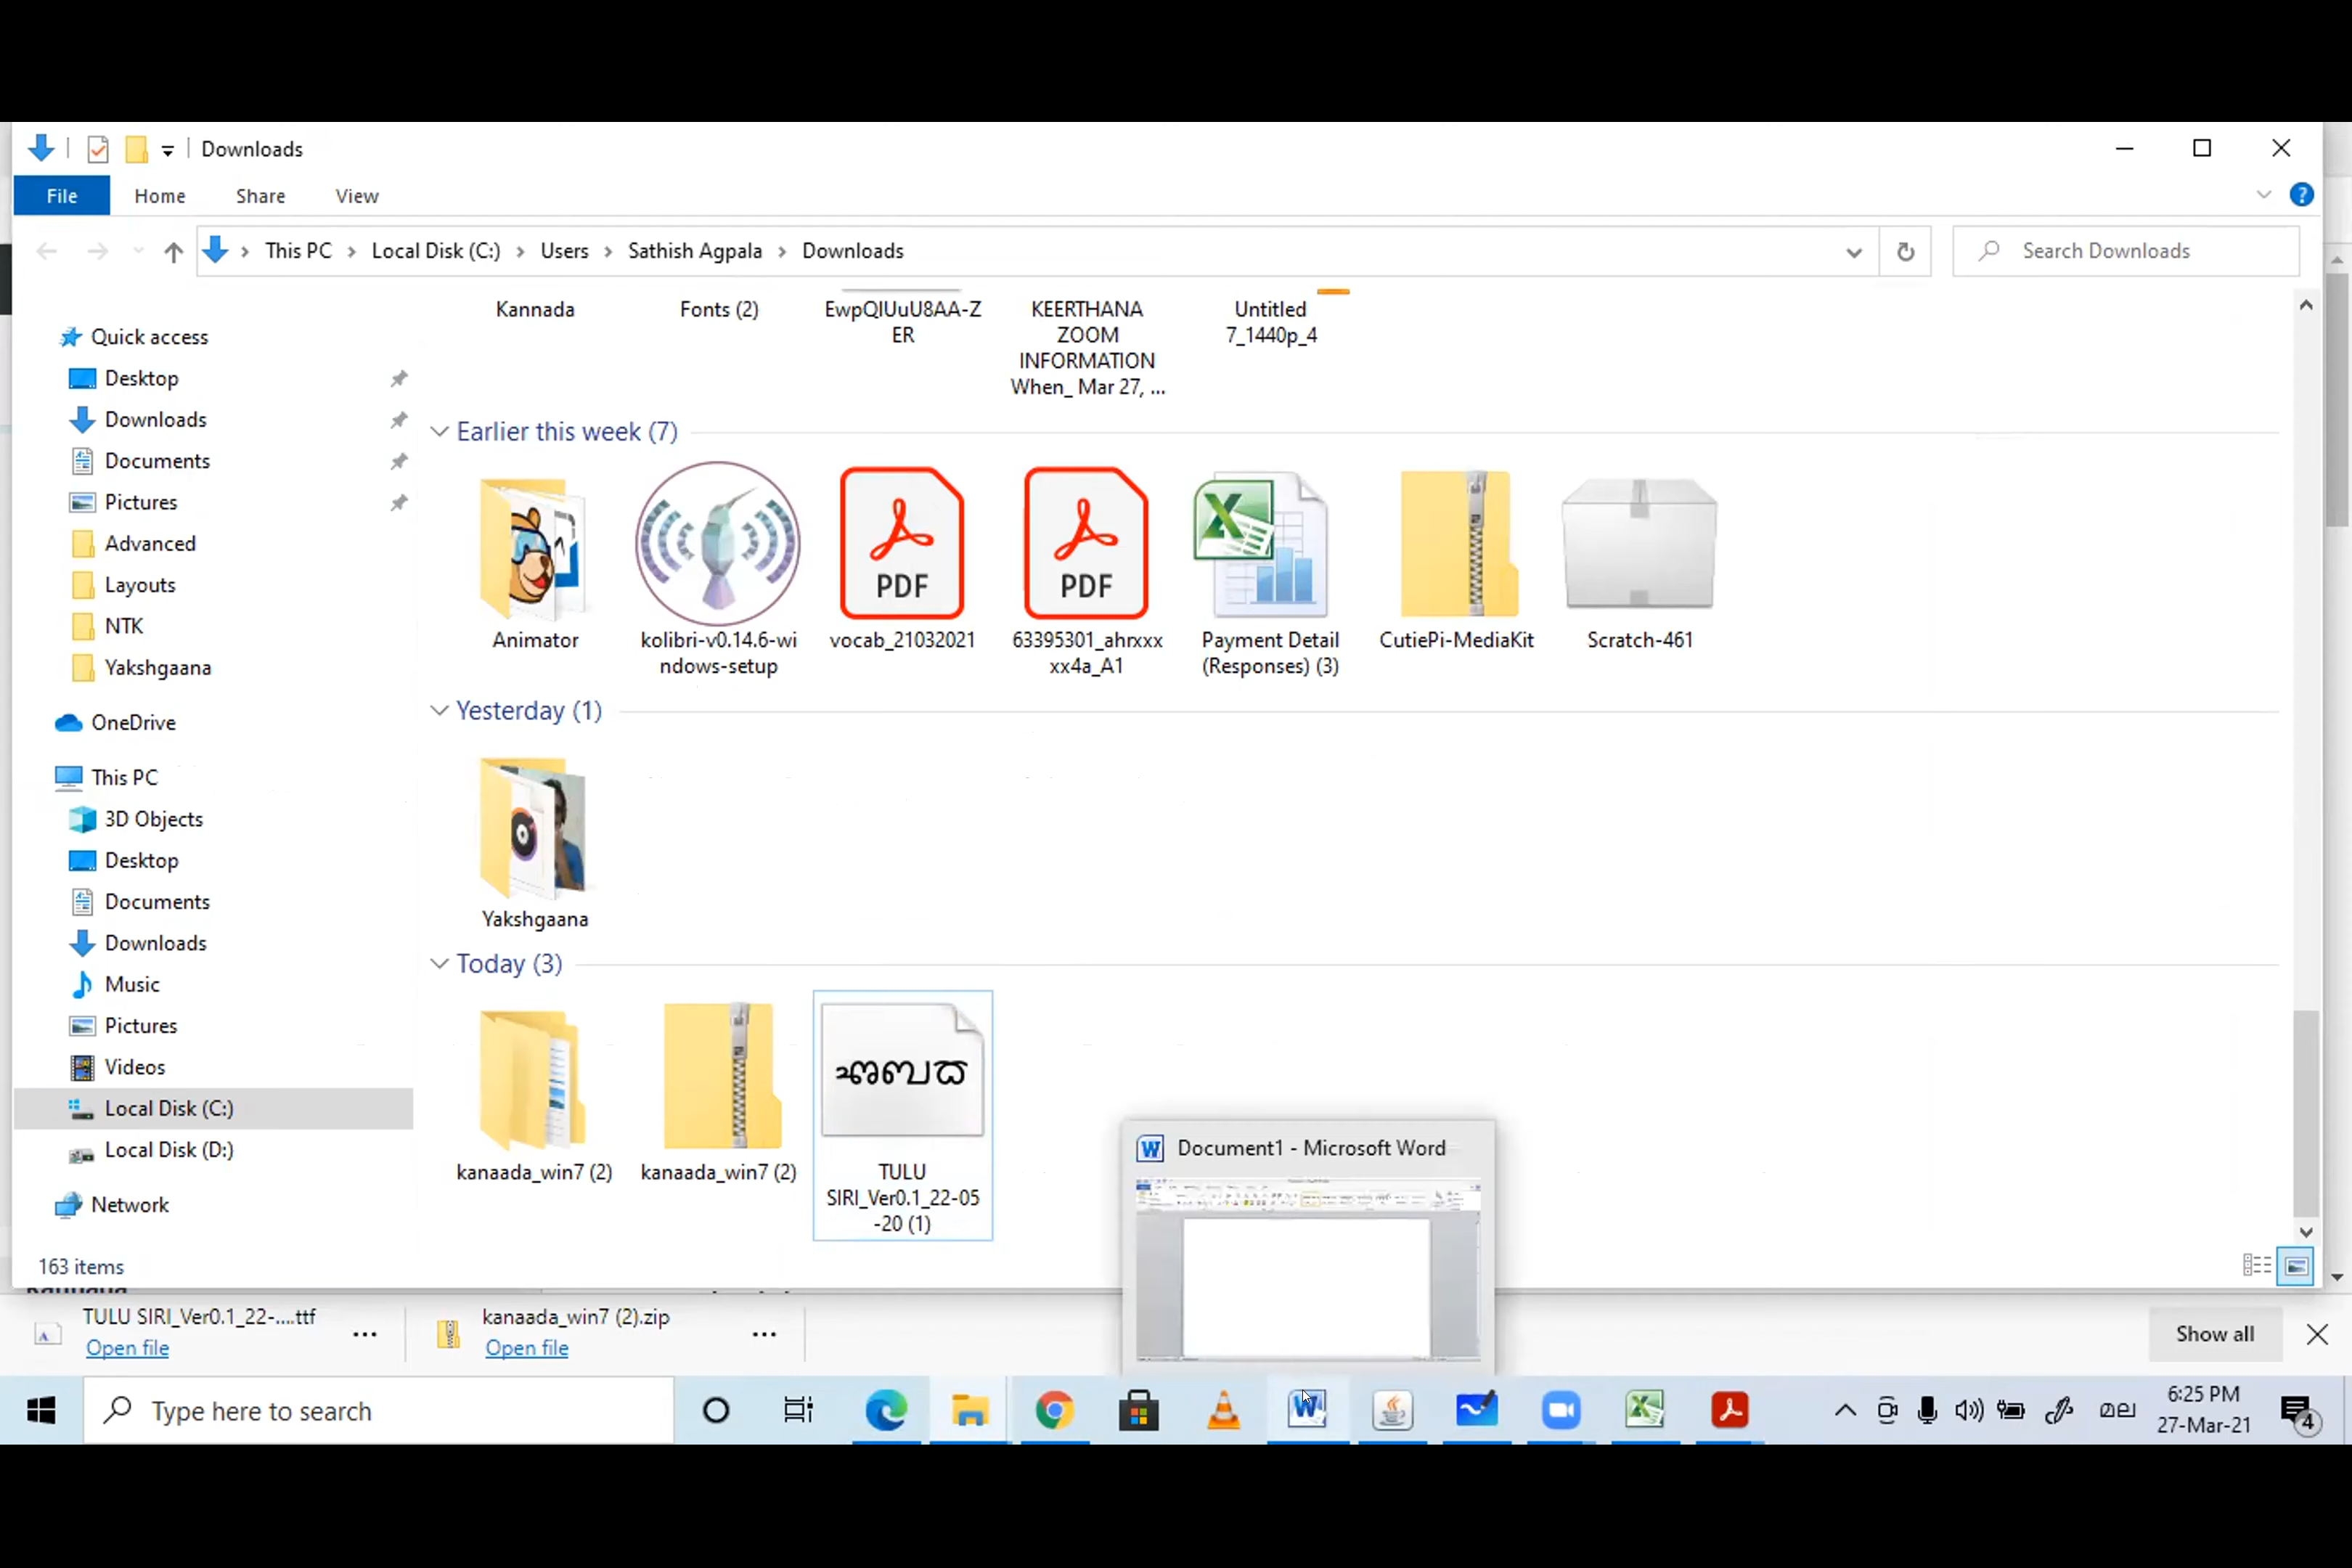 Downloads
File Home Share View
This PC Local Disk (C:) Users Sathish Agpala Downloads
Search Downloads
Quick access
Desktop
Downloads
Documents
Pictures
Advanced
Layouts
NTK
Yakshgaana
OneDrive
This PC
3D Objects
Desktop
Documents
Downloads
Music
Pictures
Videos
Local Disk (C:)
Local Disk (D:)
Network
Kannada
Fonts (2)
EwpQIUuU8AA-Z
ER
KEERTHANA
ZOOM
INFORMATION
When_ Mar 27, ...
Untitled
7_1440p_4
Earlier this week (7)
Animator
kolibri-v0.14.6-wi
ndows-setup
PDF
vocab_21032021
PDF
63395301_ahrxxx
xx4a_A1
Payment Detail
(Responses) (3)
CutiePi-MediaKit
Scratch-461
Yesterday (1)
Yakshgaana
Today (3)
kanaada_win7 (2)
kanaada_win7 (2)
TULU
SIRI_Ver0.1_22-05
-20 (1)
Document1 - Microsoft Word
163 items
TULU SIRI_Ver0.1_22-....ttf
Open file
kanaada_win7 (2).zip
Open file
Show all
Type here to search
മല
6:25 PM
27-Mar-21
4